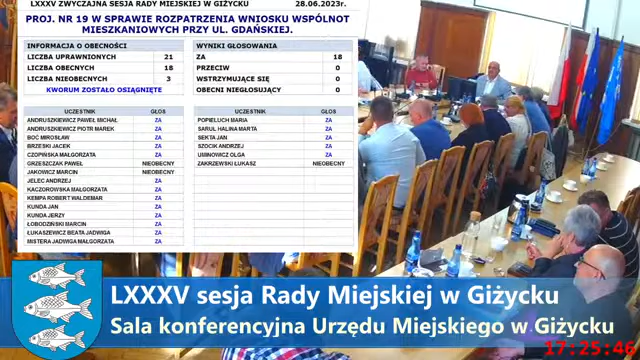 LXXXV ZWYCZAJNA SESJA RADY MIEJSKIEJ W GIŻYCKU 28.06.2023r.
PROJ. NR 19 W SPRAWIE ROZPATRZENIA WNIOSKU WSPÓLNOT
MIESZKANIOWYCH PRZY UL. GDAŃSKIEJ.
INFORMACJA O OBECNOŚCI
LICZBA UPRAWNIONYCH 21
LICZBA OBECNYCH 18
LICZBA NIEOBECNYCH 3
KWORUM ZOSTAŁO OSIĄGNIĘTE
WYNIKI GŁOSOWANIA
ZA 18
PRZECIW 0
WSTRZYMUJĘ SIĘ 0
OBECNI NIEGŁOSUJĄCY 0
UCZESTNIK GŁOS
ANDRUSZKIEWICZ PAWEŁ MICHAŁ ZA
ANDRUSZKIEWICZ PIOTR MAREK ZA
BOĆ MIROSŁAW ZA
BRZESKI JACEK ZA
CZOPIŃSKA MAŁGORZATA ZA
GRZESZCZAK PAWEŁ NIEOBECNY
JAKOWICZ MARCIN NIEOBECNY
JELEC ANDRZEJ ZA
KACZOROWSKA MAŁGORZATA ZA
KEMPA ROBERT WALDEMAR ZA
KUNDA JAN ZA
KUNDA JERZY ZA
ŁOBODZIŃSKI MARCIN ZA
ŁUKASZEWICZ BEATA JADWIGA ZA
MISTERA JADWIGA MAŁGORZATA ZA
UCZESTNIK GŁOS
POPIELUCH MARIA ZA
SARUL HALINA MARTA ZA
SEKTA JAN ZA
SZOCIK ANDRZEJ ZA
UMINOWICZ OLGA ZA
ZAKRZEWSKI ŁUKASZ NIEOBECNY
LXXXV sesja Rady Miejskiej w Giżycku
Sala konferencyjna Urzędu Miejskiego w Giżycku
17:25:46